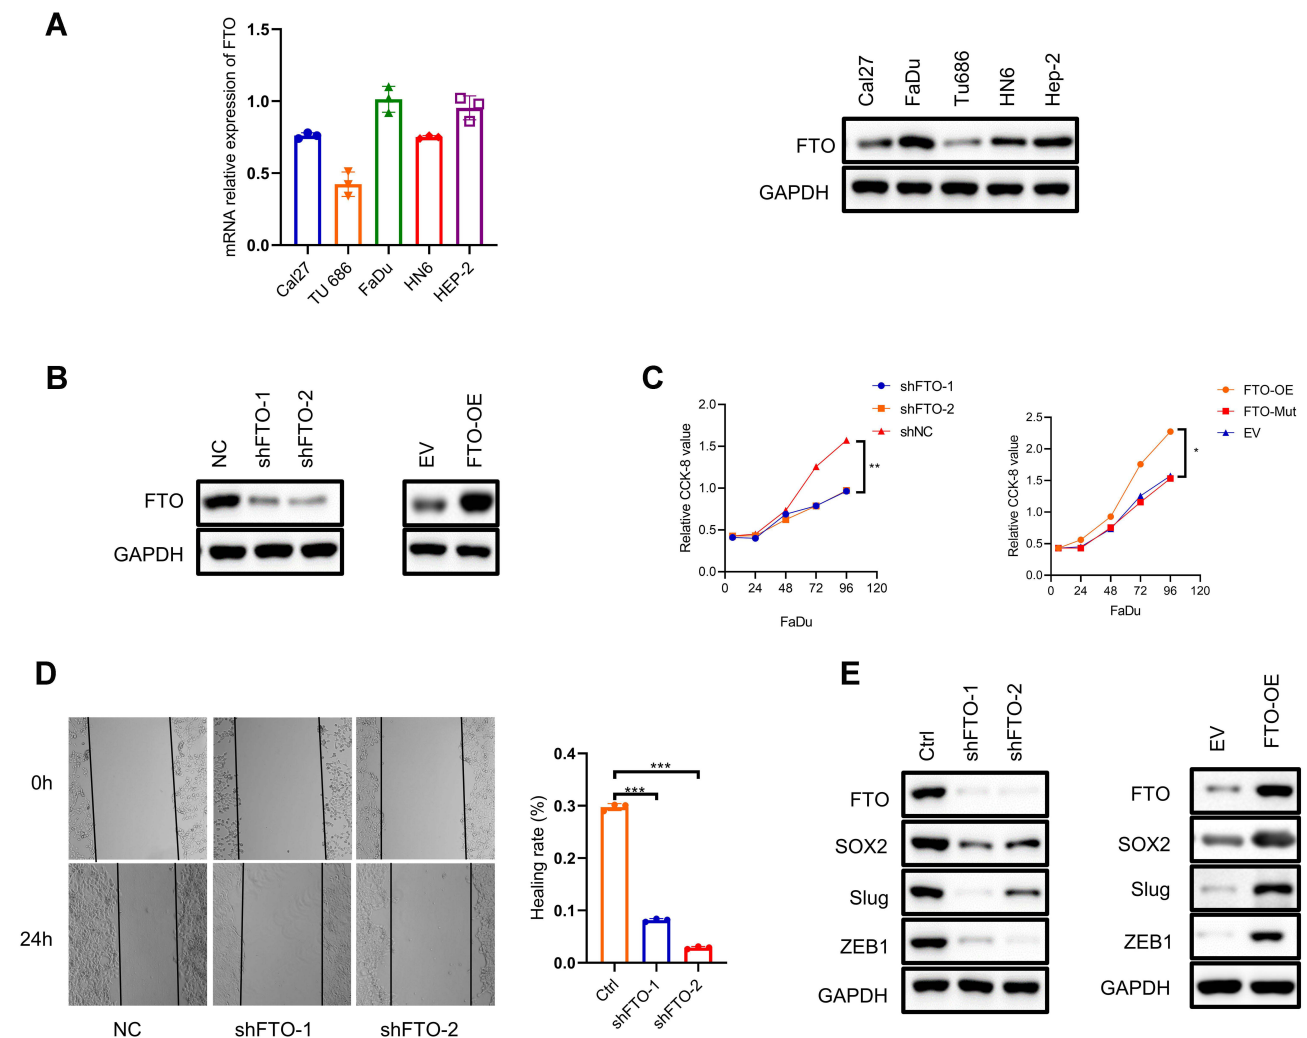 A
mRNA relative expression of FTO
1.5
1.0
0.5
0.0
Cal27
TU 686
FaDu
HN6
HEP-2
Cal27
FaDu
Tu686
HN6
Hep-2
FTO
GAPDH
B
NC
shFTO-1
shFTO-2
EV
FTO-OE
FTO
GAPDH
C
Relative CCK-8 value
2.0
1.5
1.0
0.5
0.0
0 24 48 72 96 120
FaDu
shFTO-1
shFTO-2
shNC
**
Relative CCK-8 value
2.5
2.0
1.5
1.0
0.5
0.0
0 24 48 72 96 120
FaDu
FTO-OE
FTO-Mut
EV
*
D
0h
24h
NC
shFTO-1
shFTO-2
Healing rate (%)
0.4
0.3
0.2
0.1
0.0
***
***
Ctrl
shFTO-1
shFTO-2
E
Ctrl
shFTO-1
shFTO-2
FTO
SOX2
Slug
ZEB1
GAPDH
EV
FTO-OE
FTO
SOX2
Slug
ZEB1
GAPDH